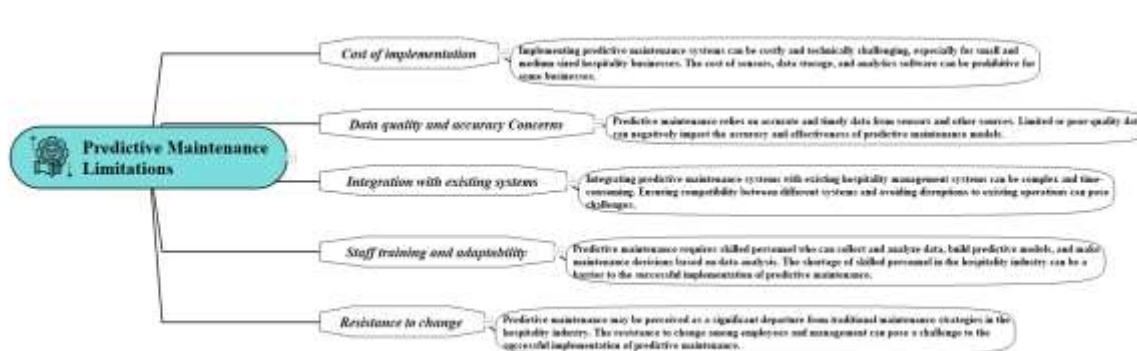 Predictive Maintenance
Limitations
Cost of implementation
Implementing predictive maintenance systems can be costly and technically challenging, especially for small and
medium-sized hospitality businesses. The cost of sensors, data storage, and analytics software can be prohibitive for
some businesses.
Data quality and accuracy Concerns
Predictive maintenance relies on accurate and timely data from sensors and other sources. Limited or poor-quality data
can negatively impact the accuracy and effectiveness of predictive maintenance models.
Integration with existing systems
Integrating predictive maintenance systems with existing hospitality management systems can be complex and time-
consuming. Ensuring compatibility between different systems and avoiding disruptions to existing operations can pose
challenges.
Staff training and adaptability
Predictive maintenance requires skilled personnel who can collect and analyze data, build predictive models, and make
maintenance decisions based on data analysis. The shortage of skilled personnel in the hospitality industry can be a
barrier to the successful implementation of predictive maintenance.
Resistance to change
Predictive maintenance may be perceived as a significant departure from traditional maintenance strategies in the
hospitality industry. The resistance to change among employees and management can pose a challenge to the
successful implementation of predictive maintenance.